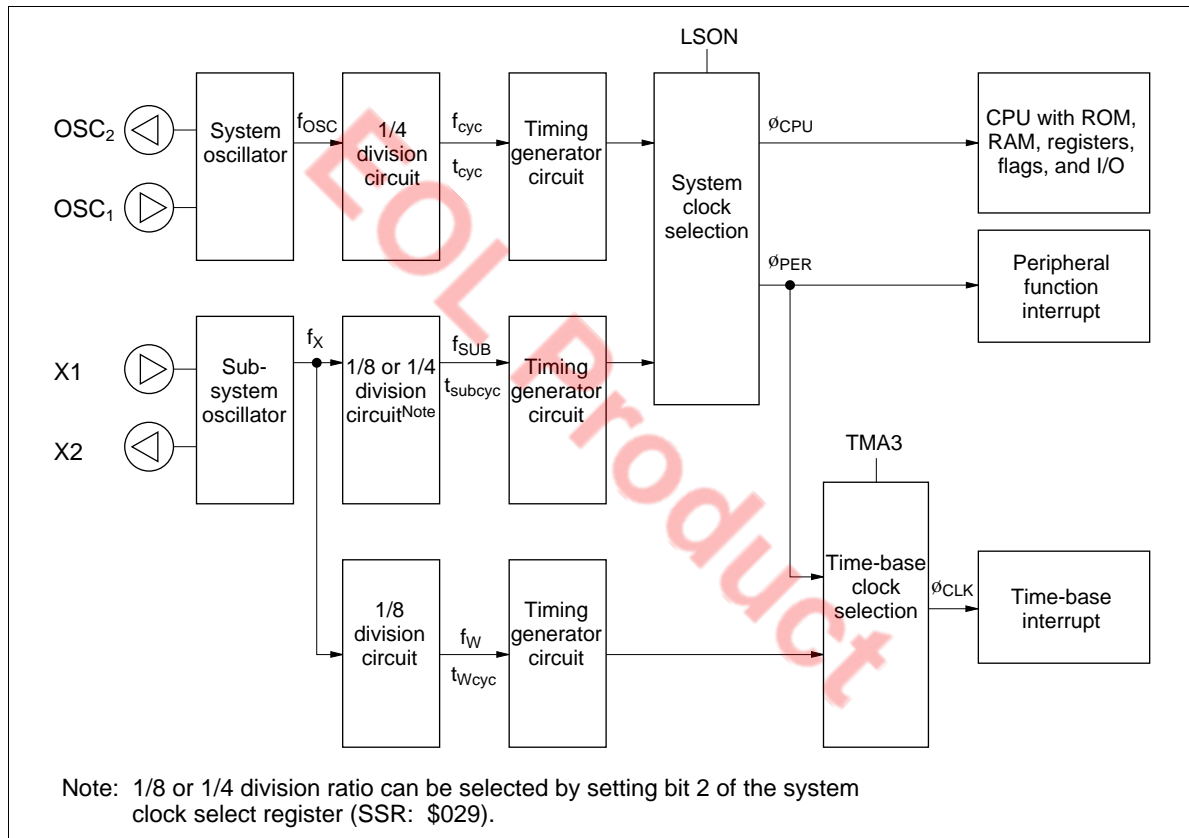 LSON
OSC2
OSC1
System
oscillator
fOSC
1/4
division
circuit
fcyc
tcyc
Timing
generator
circuit
System
clock
selection
øCPU
CPU with ROM,
RAM, registers,
flags, and I/O
øPER
Peripheral
function
interrupt
X1
X2
Sub-
system
oscillator
fX
1/8 or 1/4
division
circuitNote
fSUB
tsubcyc
Timing
generator
circuit
TMA3
1/8
division
circuit
fW
tWcyc
Timing
generator
circuit
Time-base
clock
selection
øCLK
Time-base
interrupt
EOL Product
Note: 1/8 or 1/4 division ratio can be selected by setting bit 2 of the system
clock select register (SSR: $029).